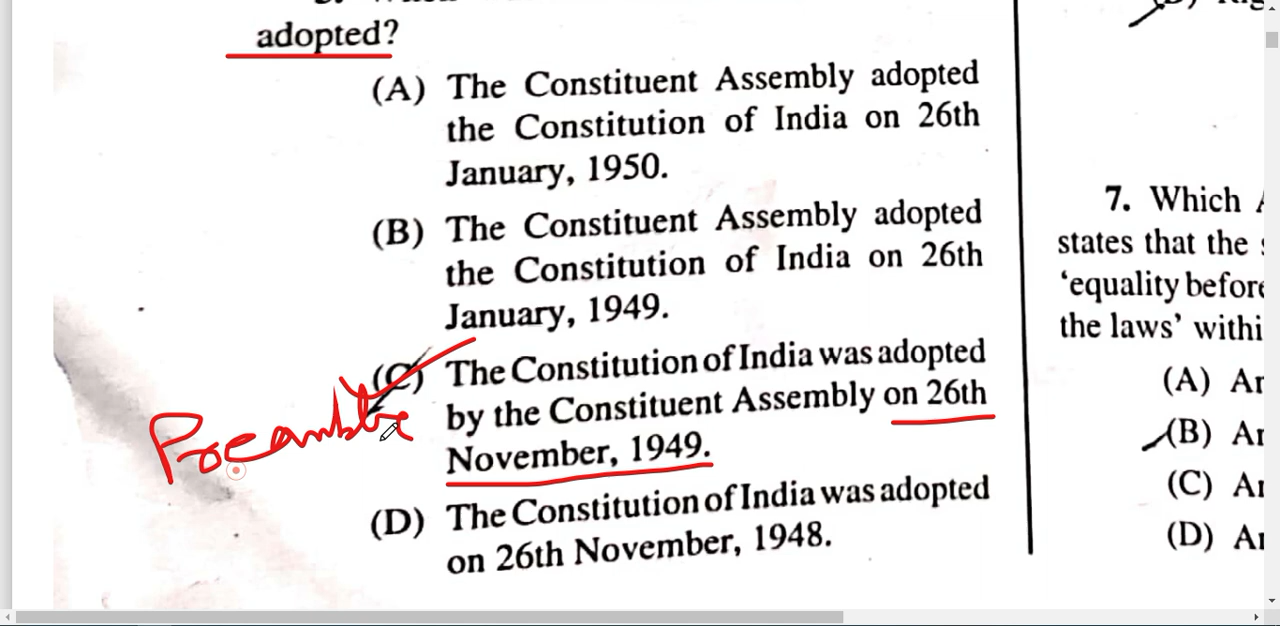 adopted?
(A) The Constituent Assembly adopted
the Constitution of India on 26th
January, 1950.
(B) The Constituent Assembly adopted
the Constitution of India on 26th
January, 1949.
(C) The Constitution of India was adopted
by the Constituent Assembly on 26th
November, 1949.
Preamble
(D) The Constitution of India was adopted
on 26th November, 1948.
7. Which
states that the
‘equality before
the laws’ withi
(A) Ar
(B) Ar
(C) Ar
(D) Ar